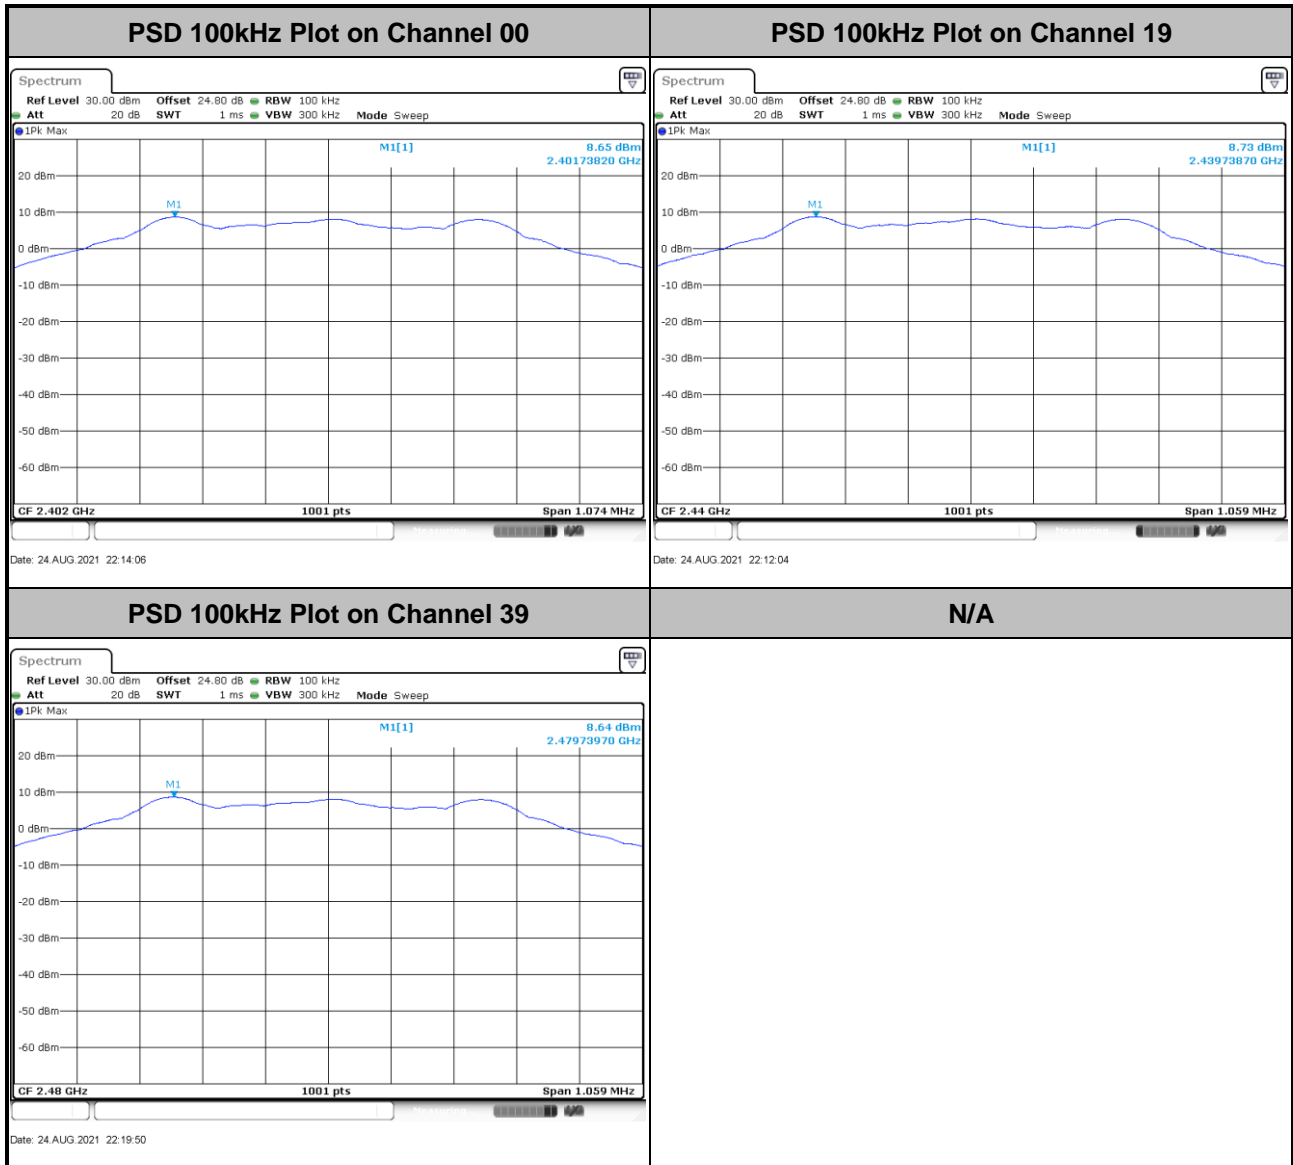 PSD 100kHz Plot on Channel 00
Spectrum
Ref Level 30.00 dBm Offset 24.80 dB RBW 100 kHz
Att 20 dB SWT 1 ms VBW 300 kHz Mode Sweep
1Pk Max
M1[1] 8.65 dBm
2.40173820 GHz
20 dBm
M1
10 dBm
0 dBm
-10 dBm
-20 dBm
-30 dBm
-40 dBm
-50 dBm
-60 dBm
CF 2.402 GHz 1001 pts Span 1.074 MHz
Measuring...
Date: 24.AUG.2021 22:14:06
PSD 100kHz Plot on Channel 19
Spectrum
Ref Level 30.00 dBm Offset 24.80 dB RBW 100 kHz
Att 20 dB SWT 1 ms VBW 300 kHz Mode Sweep
1Pk Max
M1[1] 8.73 dBm
2.43973870 GHz
20 dBm
M1
10 dBm
0 dBm
-10 dBm
-20 dBm
-30 dBm
-40 dBm
-50 dBm
-60 dBm
CF 2.44 GHz 1001 pts Span 1.059 MHz
Measuring...
Date: 24.AUG.2021 22:12:04
PSD 100kHz Plot on Channel 39
Spectrum
Ref Level 30.00 dBm Offset 24.80 dB RBW 100 kHz
Att 20 dB SWT 1 ms VBW 300 kHz Mode Sweep
1Pk Max
M1[1] 8.64 dBm
2.47973970 GHz
20 dBm
M1
10 dBm
0 dBm
-10 dBm
-20 dBm
-30 dBm
-40 dBm
-50 dBm
-60 dBm
CF 2.48 GHz 1001 pts Span 1.059 MHz
Measuring...
Date: 24.AUG.2021 22:19:50
N/A